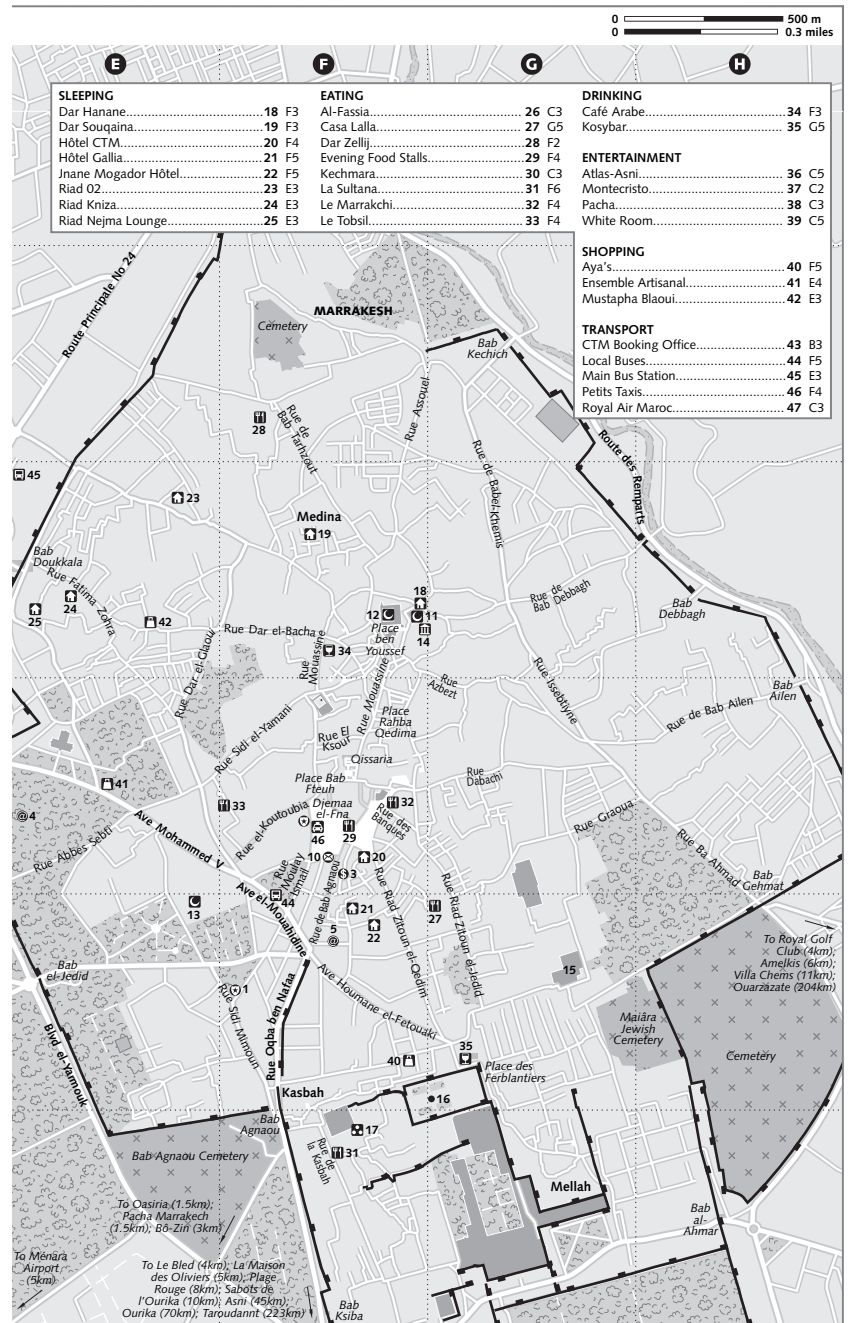 0 500 m
0 0.3 miles
E F G H
SLEEPING
Dar Hanane 18 F3
Dar Souqaina 19 F3
Hôtel CTM 20 F4
Hôtel Gallia 21 F5
Jnane Mogador Hôtel 22 F5
Riad 02 23 E3
Riad Kniza 24 E3
Riad Nejma Lounge 25 E3
EATING
Al-Fassia 26 C3
Casa Lalla 27 G5
Dar Zellij 28 F2
Evening Food Stalls 29 F4
Kechmara 30 C3
La Sultana 31 F6
Le Marrakchi 32 F4
Le Tobsil 33 F4
DRINKING
Café Arabe 34 F3
Kosybar 35 G5
ENTERTAINMENT
Atlas-Asni 36 C5
Montecristo 37 C2
Pacha 38 C3
White Room 39 C5
SHOPPING
Aya's 40 F5
Ensemble Artisanal 41 E4
Mustapha Blaoui 42 E3
TRANSPORT
CTM Booking Office 43 B3
Local Buses 44 F5
Main Bus Station 45 E3
Petits Taxis 46 F4
Royal Air Maroc 47 C3
Route Principale No 24
Cemetery
MARRAKESH
Bab
Kechich
28
Rue de
Bab Tarhzout
Rue Assouel
Rue de Babel-Khemis
Route des Remparts
45
23
Medina
19
Bab
Doukkala
Rue Fatima Zohra
24
25
42
18
12
11
14
Place
ben
Youssef
Rue de
Bab Debbagh
Bab
Debbagh
Rue Dar el-Bacha
34
Rue
Mouassine
Rue Mouassine
Rue Dar el-Glaoui
Rue
Azbezt
Rue Issebtiyne
Bab
Ailen
Rue de Bab Ailen
Rue Sidi el-Yamani
Place
Rahba
Qedima
Rue El
Ksour
Qissaria
Rue
Dabachi
41
Place Bab
Fteuh
33
Djemaa
el-Fna
32
Rue des
Banques
@4
Rue Abbes Sebti
Ave Mohammed V
Rue el-Koutoubia
46
29
Rue Graoua
Rue Ba Ahmad
10
20
3
Rue
Moulay
Ismail
Bab
Gehmat
13
Ave el-Mouahidine
44
Rue de Bab Agnaou
21
22
5
@
Rue Riad Zitoun el-Qedim
27
Rue Riad Zitoun el-Jedid
15
To Royal Golf
Club (4km);
Amelkis (6km);
Villa Chems (11km);
Ouarzazate (204km)
Bab
el-Jedid
1
Rue Sidi Mimoun
Rue Oqba ben Nafaa
Ave Houmane el-Fetouaki
Maiâra
Jewish
Cemetery
Cemetery
Blvd el-Yarmouk
40
35
Place des
Ferblantiers
Kasbah
16
Bab
Agnaou
17
Bab Agnaou Cemetery
Rue de
la Kasbah
31
Mellah
Bab
al-
Ahmar
To Oasiria (1.5km);
Pacha Marrakech
(1.5km); Bô-Zin (3km)
To Ménara
Airport
(5km)
To Le Bled (4km); La Maison
des Oliviers (5km); Plage
Rouge (8km); Sabots de
l'Ourika (10km); Asni (45km);
Ourika (70km); Taroudannt (223km)
Bab
Ksiba